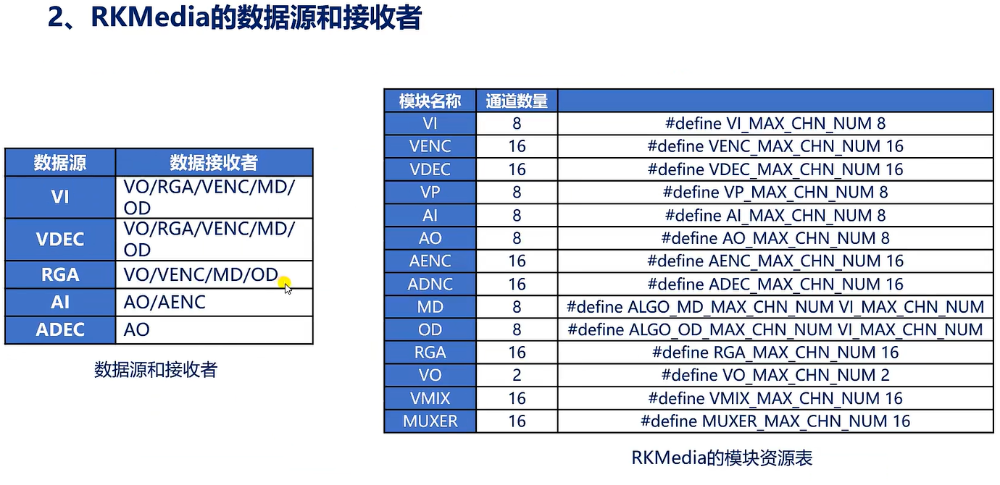 2、RKMedia的数据源和接收者
数据源 数据接收者
VI VO/RGA/VENC/MD/
OD
VDEC VO/RGA/VENC/MD/
OD
RGA VO/VENC/MD/OD
AI AO/AENC
ADEC AO
数据源和接收者
模块名称 通道数量
VI 8 #define VI_MAX_CHN_NUM 8
VENC 16 #define VENC_MAX_CHN_NUM 16
VDEC 16 #define VDEC_MAX_CHN_NUM 16
VP 8 #define VP_MAX_CHN_NUM 8
AI 8 #define AI_MAX_CHN_NUM 8
AO 8 #define AO_MAX_CHN_NUM 8
AENC 16 #define AENC_MAX_CHN_NUM 16
ADNC 16 #define ADEC_MAX_CHN_NUM 16
MD 8 #define ALGO_MD_MAX_CHN_NUM VI_MAX_CHN_NUM
OD 8 #define ALGO_OD_MAX_CHN_NUM VI_MAX_CHN_NUM
RGA 16 #define RGA_MAX_CHN_NUM 16
VO 2 #define VO_MAX_CHN_NUM 2
VMIX 16 #define VMIX_MAX_CHN_NUM 16
MUXER 16 #define MUXER_MAX_CHN_NUM 16
RKMedia的模块资源表